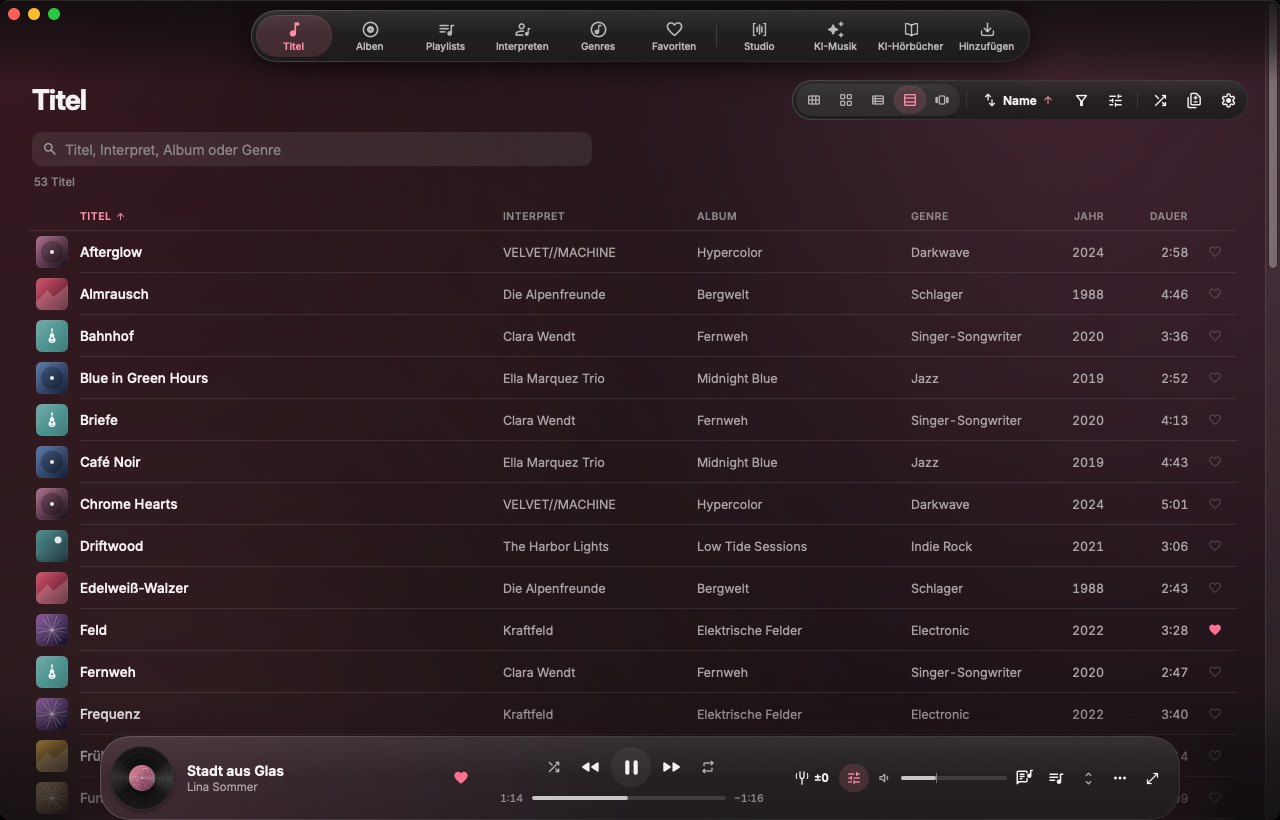 Titel
Alben
Playlists
Interpreten
Genres
Favoriten
Studio
KI-Musik
KI-Hörbücher
Hinzufügen
Titel
Name
Titel, Interpret, Album oder Genre
53 Titel
TITEL INTERPRET ALBUM GENRE JAHR DAUER
Afterglow VELVET//MACHINE Hypercolor Darkwave 2024 2:58
Almrausch Die Alpenfreunde Bergwelt Schlager 1988 4:46
Bahnhof Clara Wendt Fernweh Singer-Songwriter 2020 3:36
Blue in Green Hours Ella Marquez Trio Midnight Blue Jazz 2019 2:52
Briefe Clara Wendt Fernweh Singer-Songwriter 2020 4:13
Café Noir Ella Marquez Trio Midnight Blue Jazz 2019 4:43
Chrome Hearts VELVET//MACHINE Hypercolor Darkwave 2024 5:01
Driftwood The Harbor Lights Low Tide Sessions Indie Rock 2021 3:06
Edelweiß-Walzer Die Alpenfreunde Bergwelt Schlager 1988 2:43
Feld Kraftfeld Elektrische Felder Electronic 2022 3:28
Fernweh Clara Wendt Fernweh Singer-Songwriter 2020 2:47
Frequenz Kraftfeld Elektrische Felder Electronic 2022 3:40
Stadt aus Glas
Lina Sommer
1:14
−1:16
±0